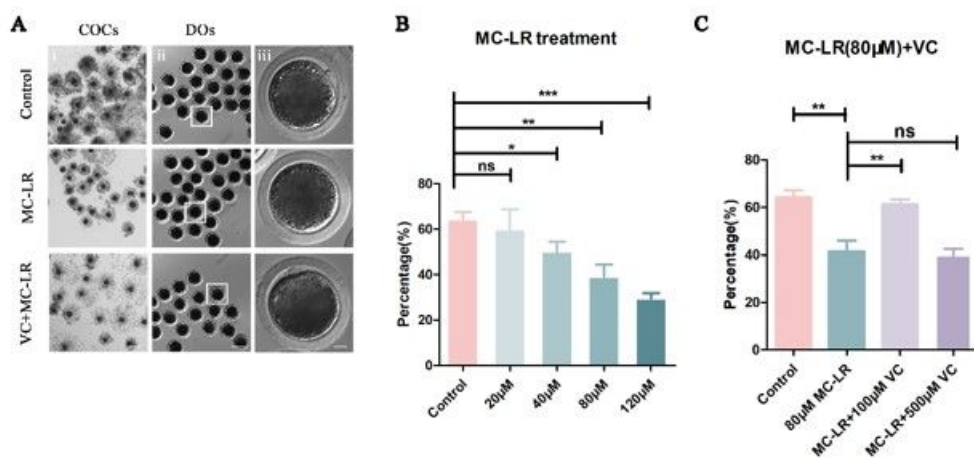 A
COCs
DOs
i
ii
iii
Control
MC-LR
VC+MC-LR
B
MC-LR treatment
***
**
*
ns
Percentage(%)
80
60
40
20
0
Control
20μM
40μM
80μM
120μM
C
MC-LR(80μM)+VC
**
ns
**
Percentage(%)
80
60
40
20
0
Control
80μM MC-LR
MC-LR+100μM VC
MC-LR+500μM VC